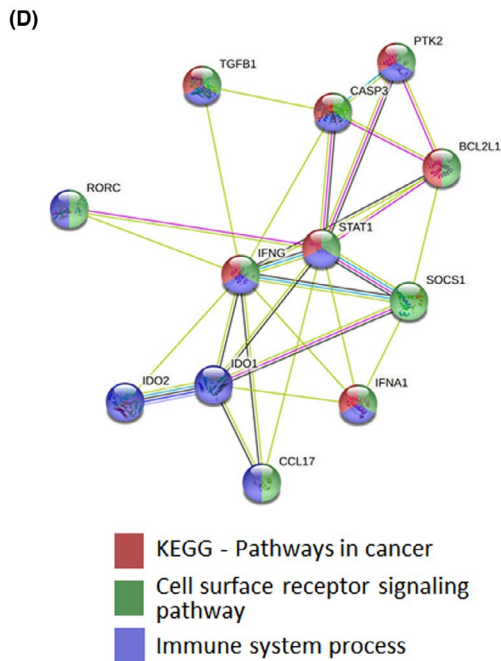 (D)
PTK2
TGFB1
CASP3
BCL2L1
RORC
STAT1
IFNG
SOCS1
IDO2
IDO1
IFNA1
CCL17
KEGG - Pathways in cancer
Cell surface receptor signaling
pathway
Immune system process